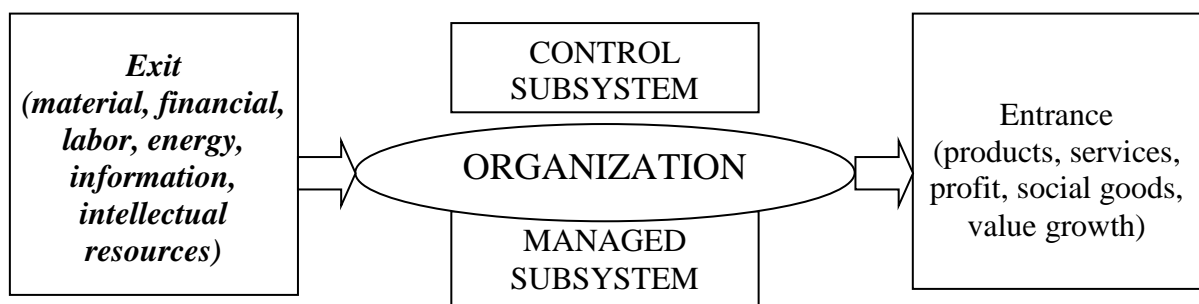 Exit
(material, financial,
labor, energy,
information,
intellectual
resources)
CONTROL
SUBSYSTEM
ORGANIZATION
MANAGED
SUBSYSTEM
Entrance
(products, services,
profit, social goods,
value growth)